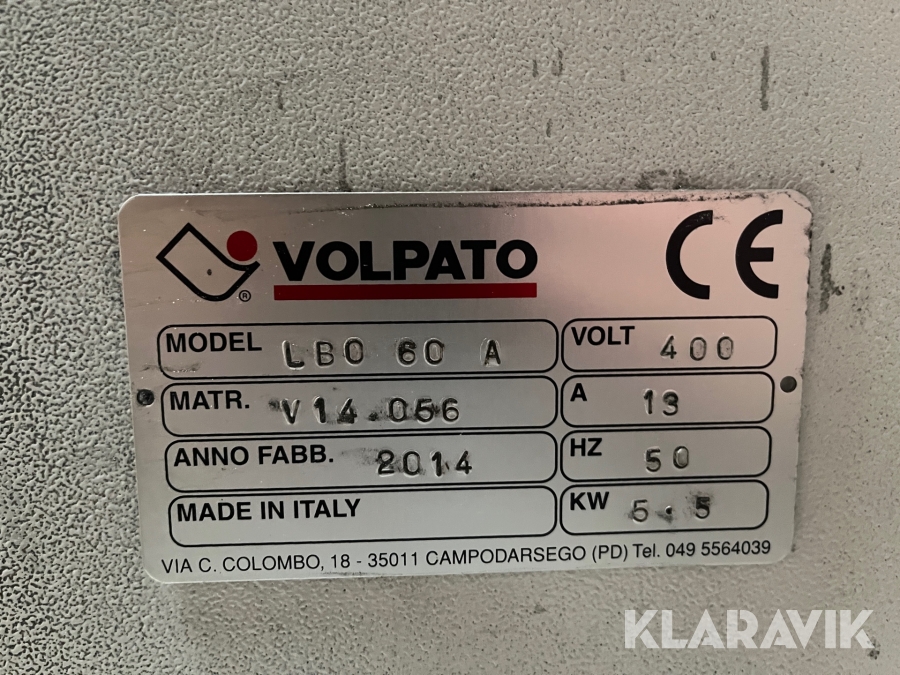 VOLPATO
®
CE
MODEL LBO 60 A
VOLT 400
MATR. V14.056
A 13
ANNO FABB. 2014
HZ 50
MADE IN ITALY
KW 5.5
VIA C. COLOMBO, 18 - 35011 CAMPODARSEGO (PD) Tel. 049 5564039
KLARAVIK